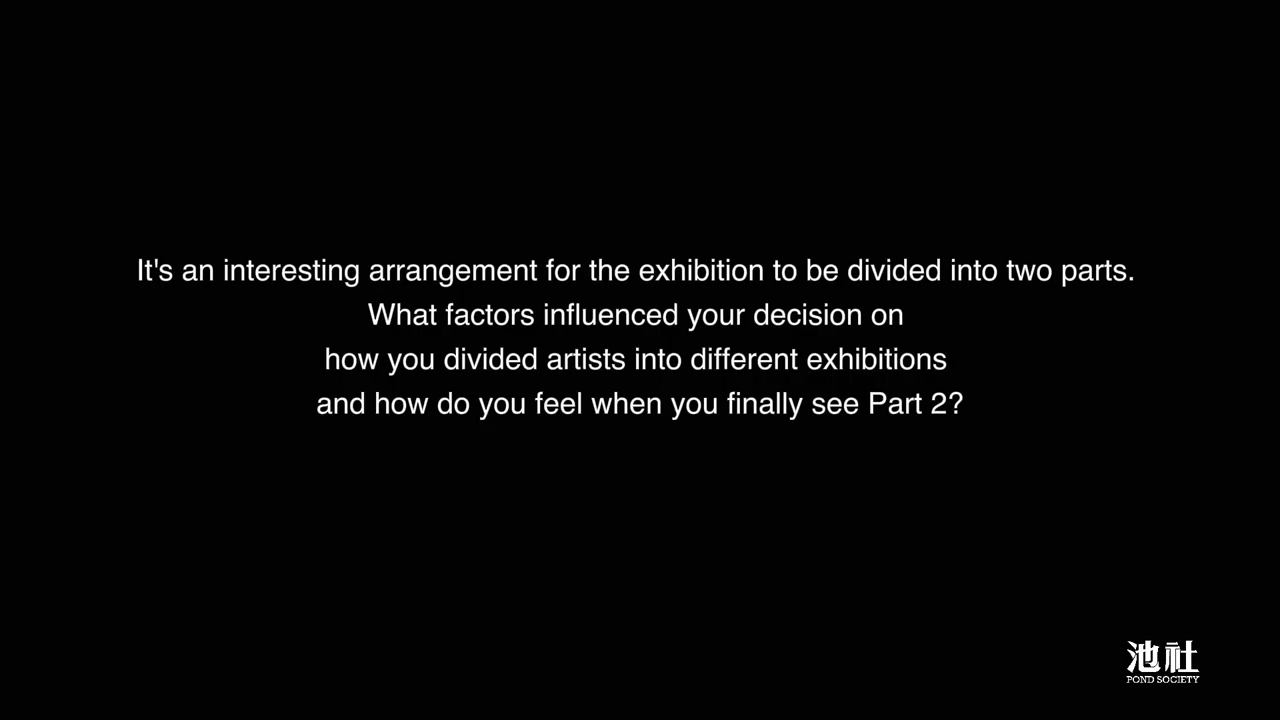 It's an interesting arrangement for the exhibition to be divided into two parts.
What factors influenced your decision on
how you divided artists into different exhibitions
and how do you feel when you finally see Part 2?
池社
POND SOCIETY